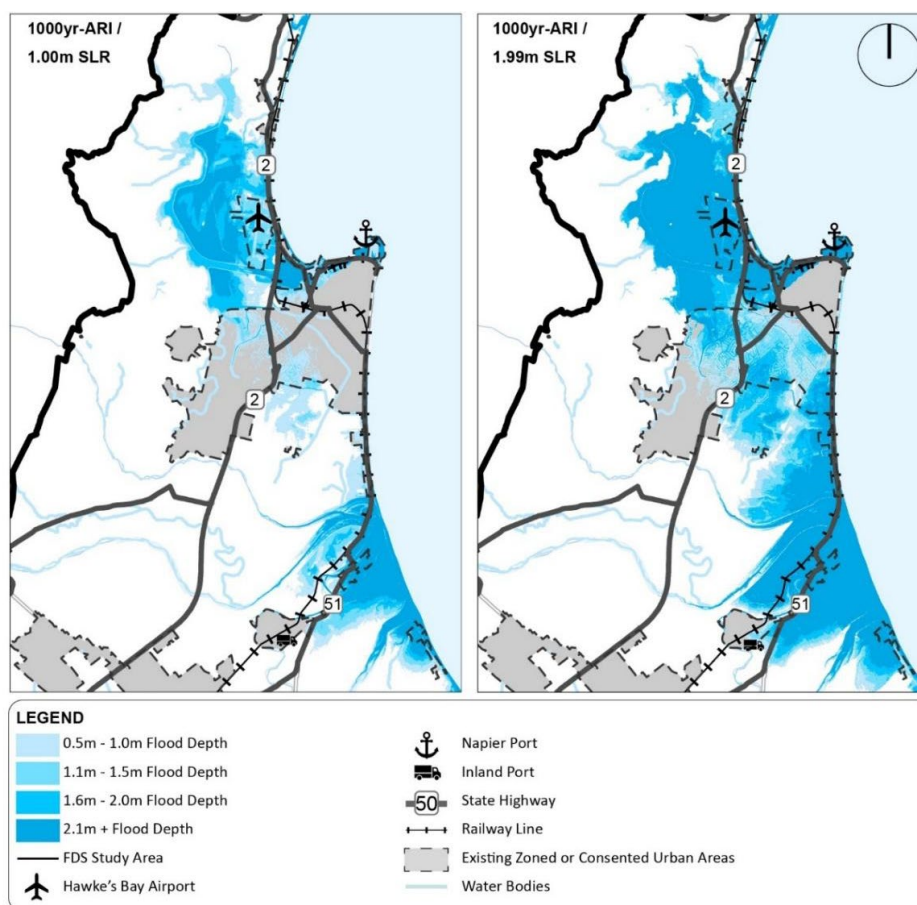 1000yr-ARI /
1.00m SLR
2
2
51
1000yr-ARI /
1.99m SLR
2
2
51
LEGEND
0.5m - 1.0m Flood Depth
1.1m - 1.5m Flood Depth
1.6m - 2.0m Flood Depth
2.1m + Flood Depth
FDS Study Area
Hawke's Bay Airport
Napier Port
Inland Port
50 State Highway
Railway Line
Existing Zoned or Consented Urban Areas
Water Bodies